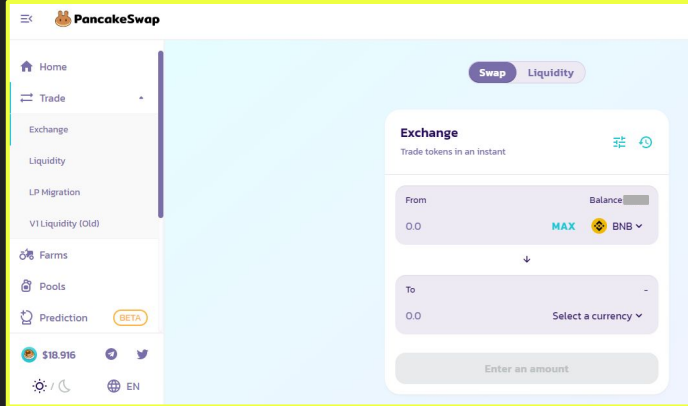 PancakeSwap
Home
Trade
Exchange
Liquidity
LP Migration
V1 Liquidity (Old)
Farms
Pools
Prediction BETA
$18.916
/ EN
Swap Liquidity
Exchange
Trade tokens in an instant
From Balance
0.0 MAX BNB
To -
0.0 Select a currency
Enter an amount